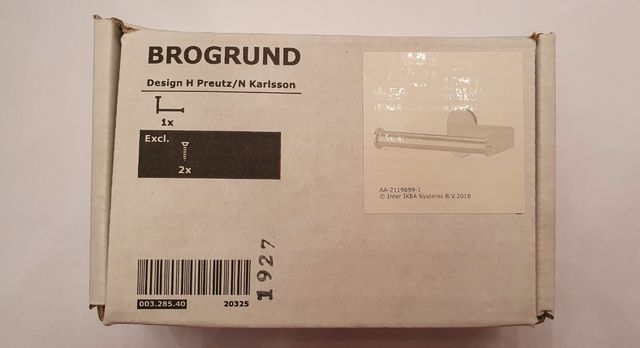 BROGRUND
Design H Preutz/N Karlsson
1x
Excl.
2x
AA-2119699-1
© Inter IKEA Systems B.V.2018
1927
003.285.40
20325